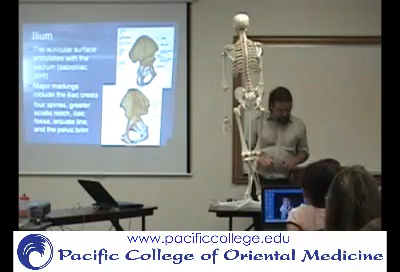 Ilium
The auricular surface
articulates with the
sacrum (sacroiliac
joint)
Major markings
include the iliac crests
four spines, greater
sciatic notch, iliac
fossa, arcuate line,
and the pelvic brim
www.pacificcollege.edu
Pacific College of Oriental Medicine